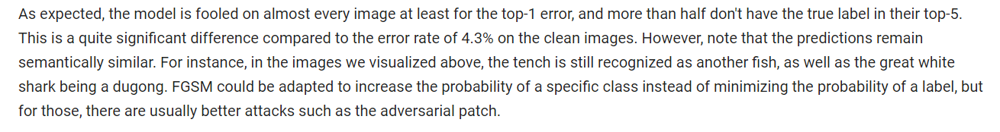 As expected, the model is fooled on almost every image at least for the top-1 error, and more than half don't have the true label in their top-5.
This is a quite significant difference compared to the error rate of 4.3% on the clean images. However, note that the predictions remain
semantically similar. For instance, in the images we visualized above, the tench is still recognized as another fish, as well as the great white
shark being a dugong. FGSM could be adapted to increase the probability of a specific class instead of minimizing the probability of a label, but
for those, there are usually better attacks such as the adversarial patch.